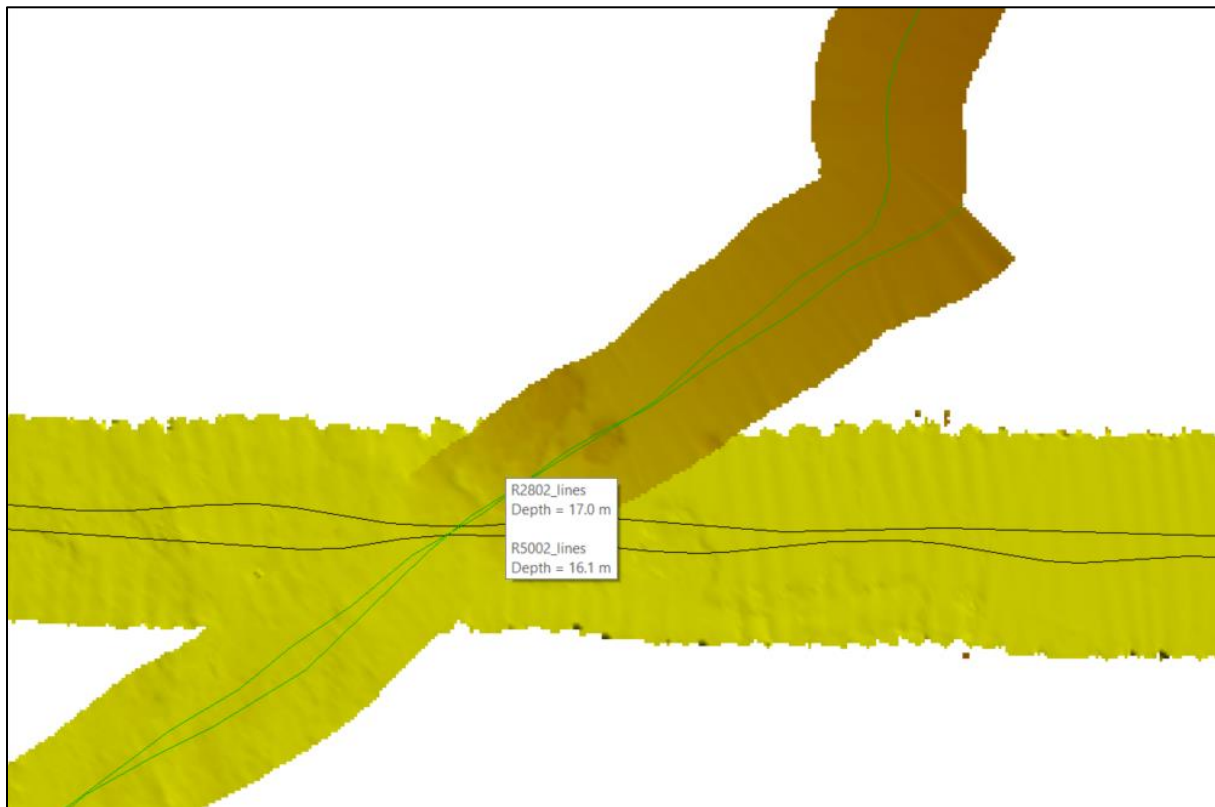 R2802_lines
Depth = 17.0 m
R5002_lines
Depth = 16.1 m